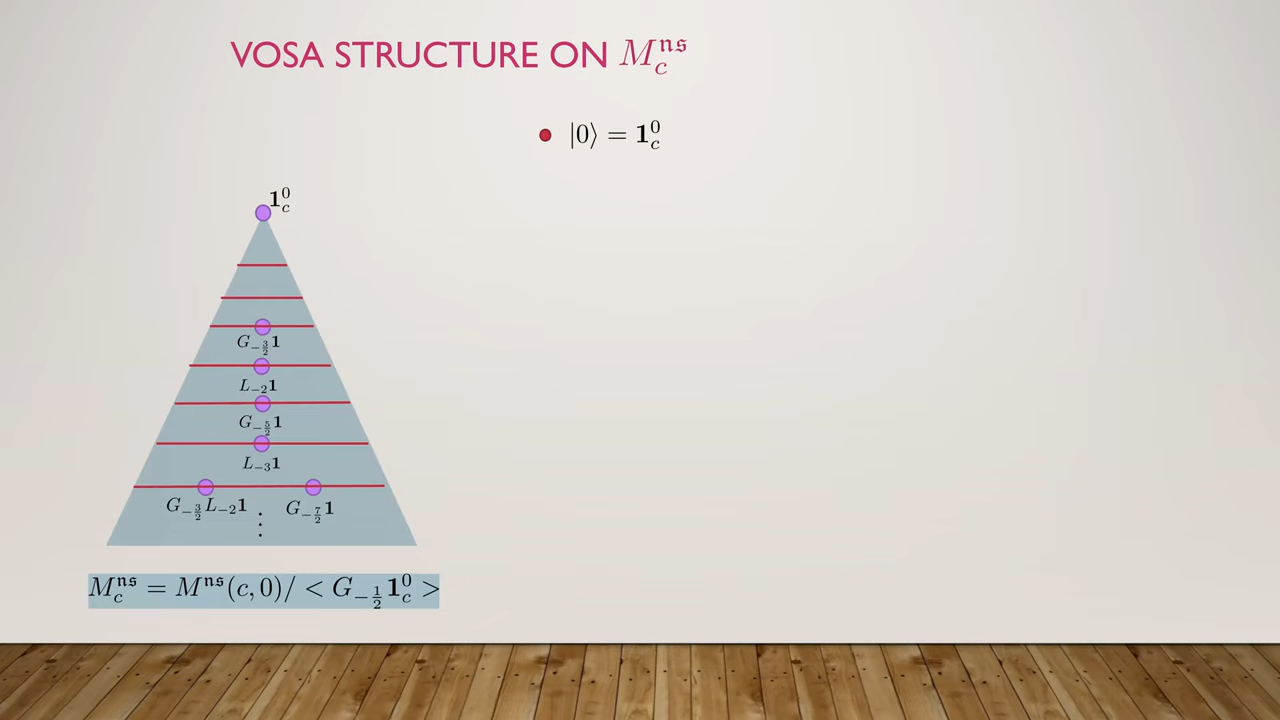 VOSA STRUCTURE ON $M_c^{\mathfrak{ns}}$
$|0\rangle = \mathbf{1}_c^0$
$\mathbf{1}_c^0$
$G_{-\frac{3}{2}}\mathbf{1}$
$L_{-2}\mathbf{1}$
$G_{-\frac{5}{2}}\mathbf{1}$
$L_{-3}\mathbf{1}$
$G_{-\frac{3}{2}}L_{-2}\mathbf{1}$ $G_{-\frac{7}{2}}\mathbf{1}$
⋮
$M_c^{\mathfrak{ns}} = M^{\mathfrak{ns}}(c,0)/ < G_{-\frac{1}{2}}\mathbf{1}_c^0 >$